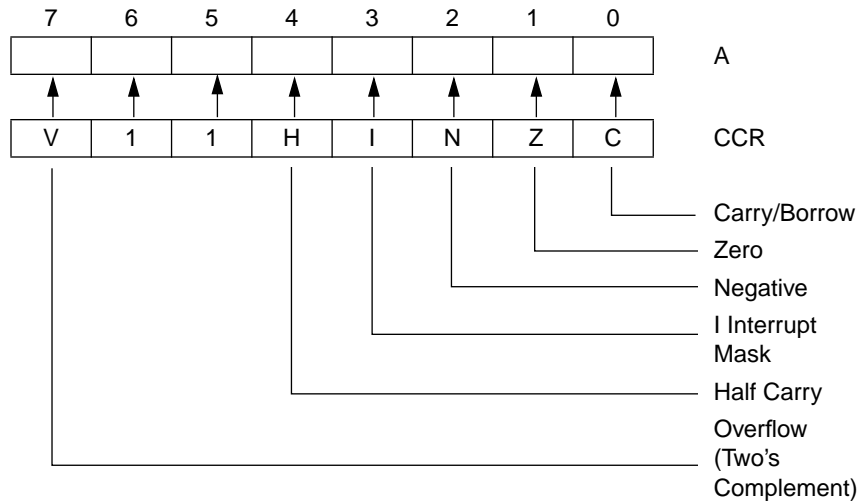 7 6 5 4 3 2 1 0
A
V 1 1 H I N Z C
CCR
Carry/Borrow
Zero
Negative
I Interrupt
Mask
Half Carry
Overflow
(Two's
Complement)